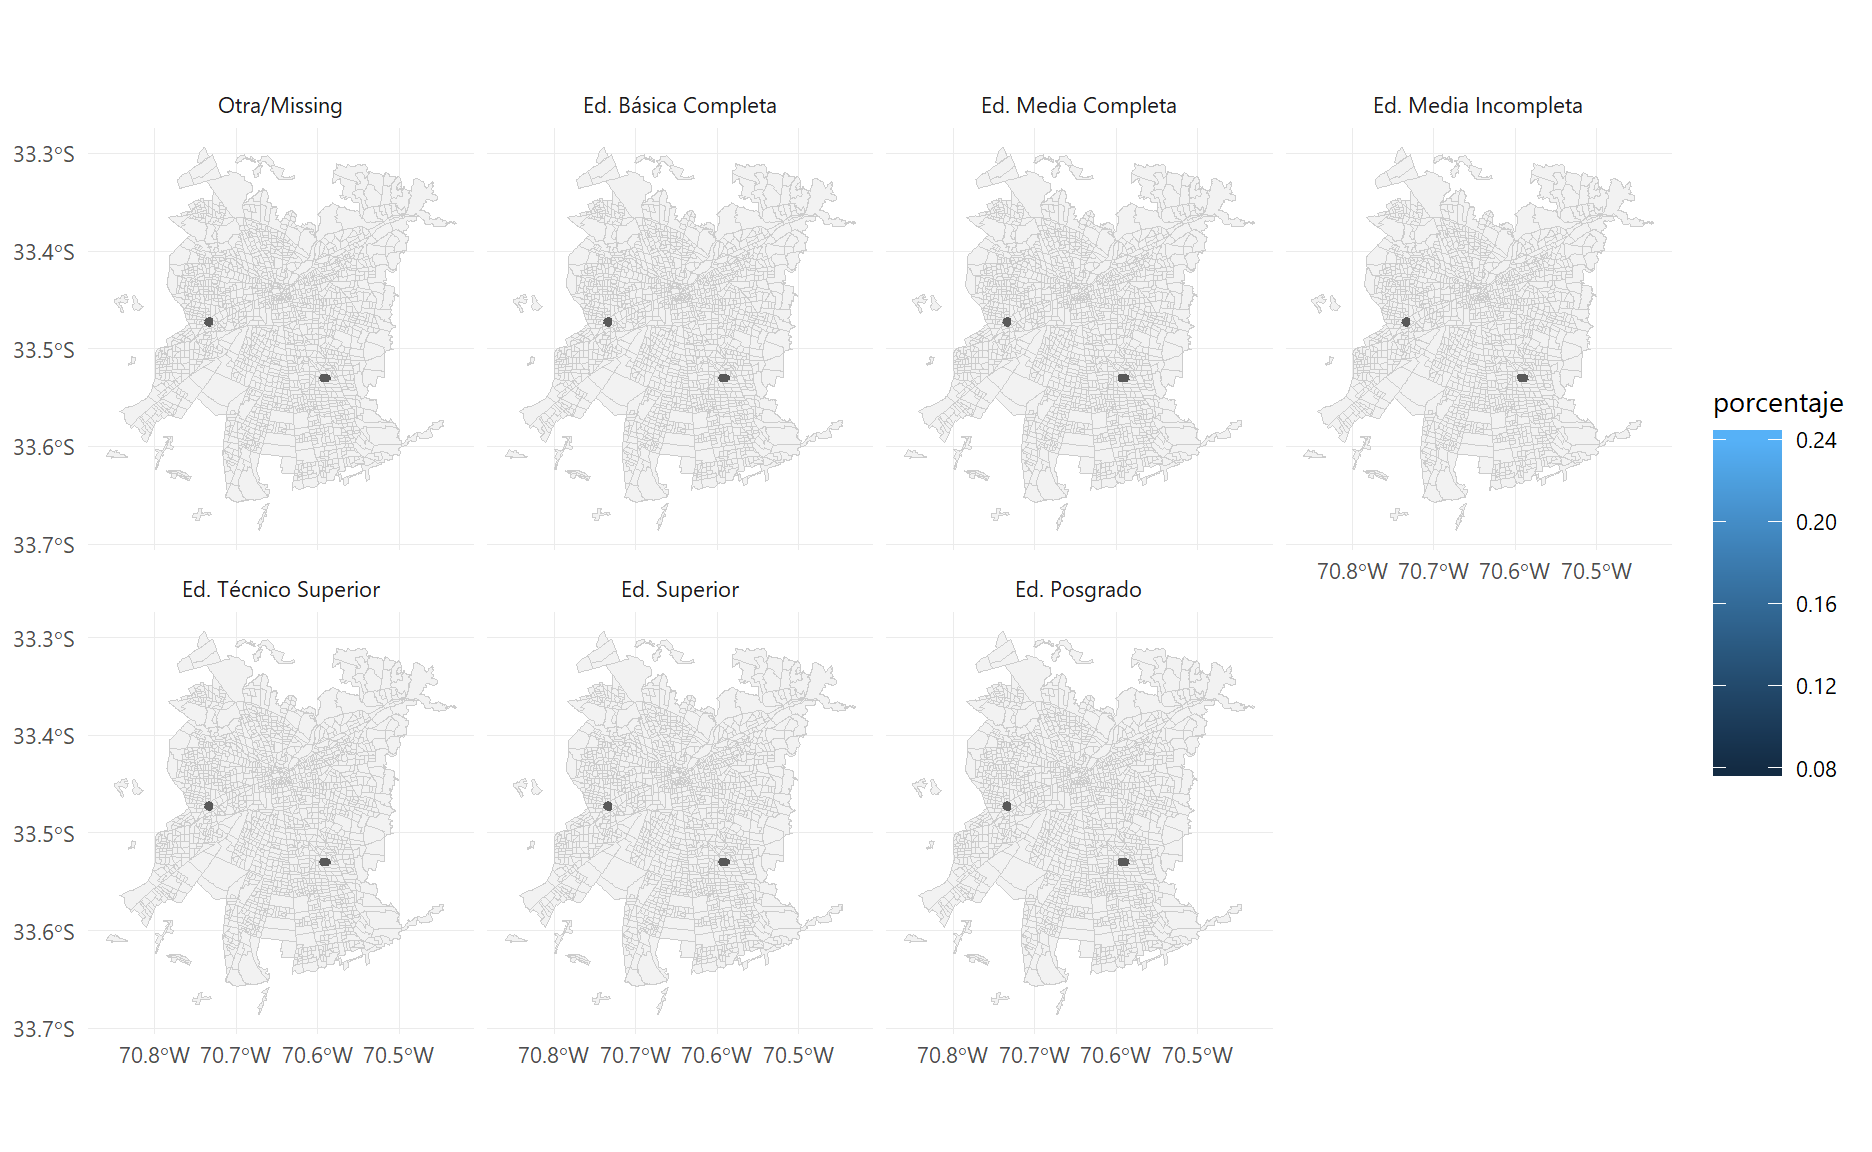 Otra/Missing
Ed. Básica Completa
Ed. Media Completa
Ed. Media Incompleta
33.3°S
33.4°S
33.5°S
33.6°S
33.7°S
70.8°W 70.7°W 70.6°W 70.5°W
Ed. Técnico Superior
Ed. Superior
Ed. Posgrado
33.3°S
33.4°S
33.5°S
33.6°S
33.7°S
70.8°W 70.7°W 70.6°W 70.5°W
70.8°W 70.7°W 70.6°W 70.5°W
70.8°W 70.7°W 70.6°W 70.5°W
porcentaje
0.24
0.20
0.16
0.12
0.08